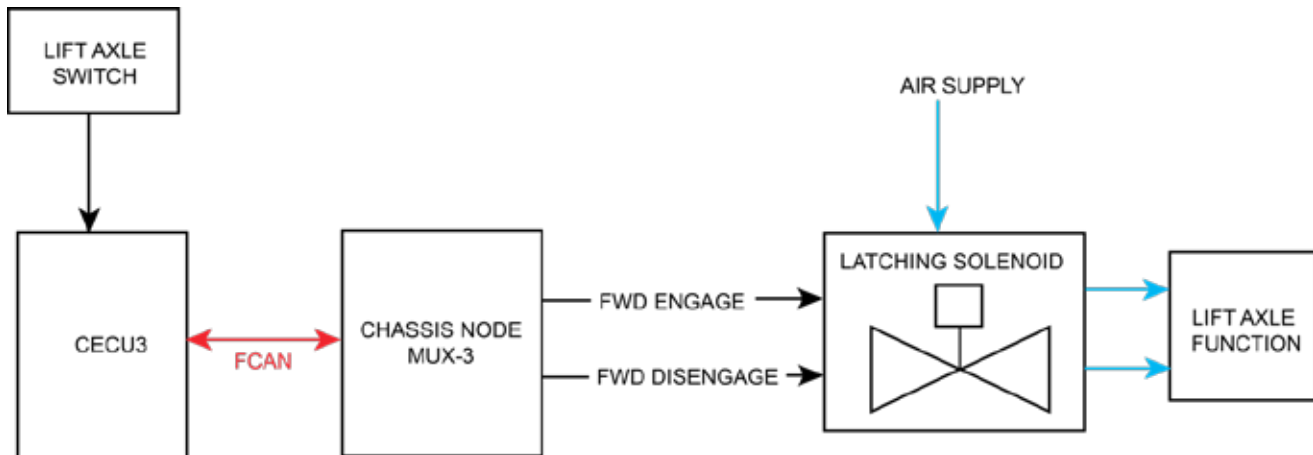 LIFT AXLE
SWITCH
AIR SUPPLY
CECU3
FCAN
CHASSIS NODE
MUX-3
FWD ENGAGE
FWD DISENGAGE
LATCHING SOLENOID
LIFT AXLE
FUNCTION